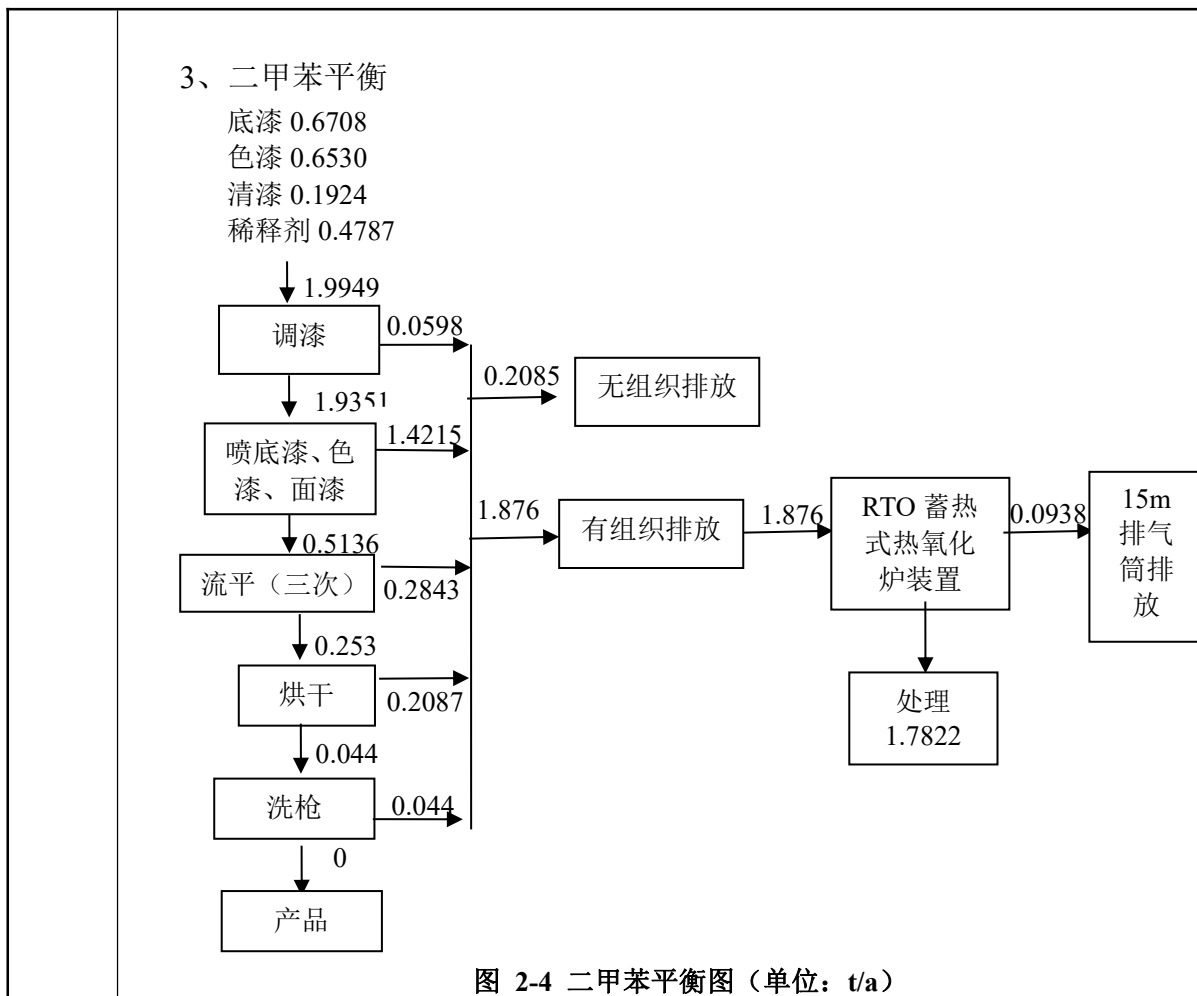 3、二甲苯平衡
底漆 0.6708
色漆 0.6530
清漆 0.1924
稀释剂 0.4787
1.9949
调漆
0.0598
0.2085
无组织排放
1.9351
喷底漆、色
漆、面漆
1.4215
1.876
有组织排放
1.876
RTO 蓄热
式热氧化
炉装置
0.0938
15m
排气
筒排
放
0.5136
流平（三次）
0.2843
0.253
烘干
0.2087
处理
1.7822
0.044
洗枪
0.044
0
产品
图 2-4 二甲苯平衡图（单位：t/a）